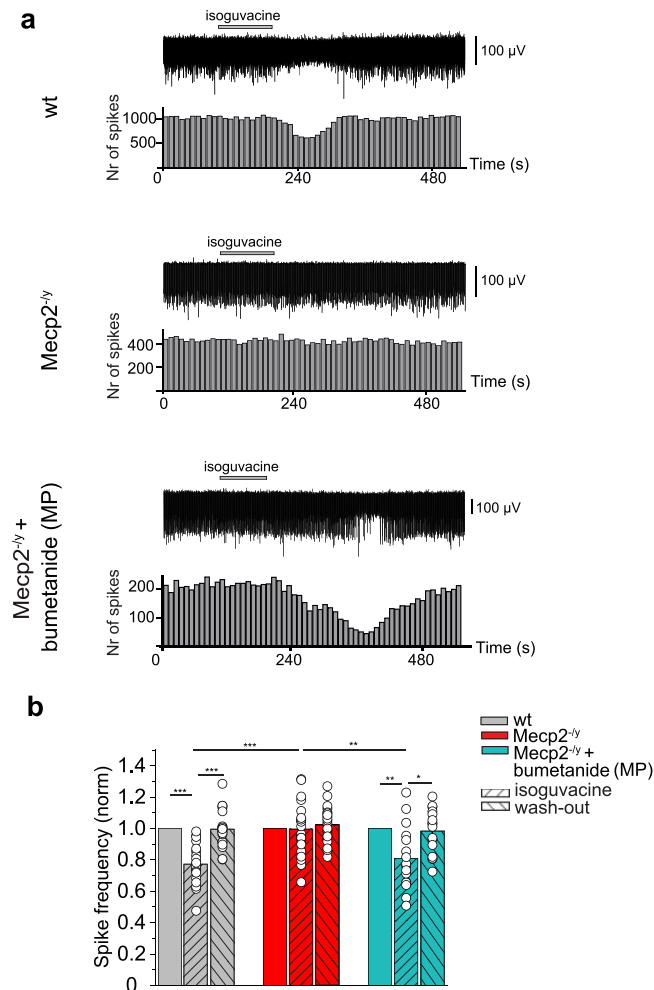 a
isoguvacine
100 µV
wt
Nr of spikes
1000
500
0
240
480
Time (s)
isoguvacine
100 µV
Mecp2-/y
Nr of spikes
400
200
0
240
480
Time (s)
isoguvacine
100 µV
Mecp2-/y +
bumetanide (MP)
Nr of spikes
200
100
0
240
480
Time (s)
b
Spike frequency (norm)
1.4
1.2
1.0
0.8
0.6
0.4
0.2
0
***
***
***
**
**
*
wt
Mecp2-/y
Mecp2-/y +
bumetanide (MP)
isoguvacine
wash-out